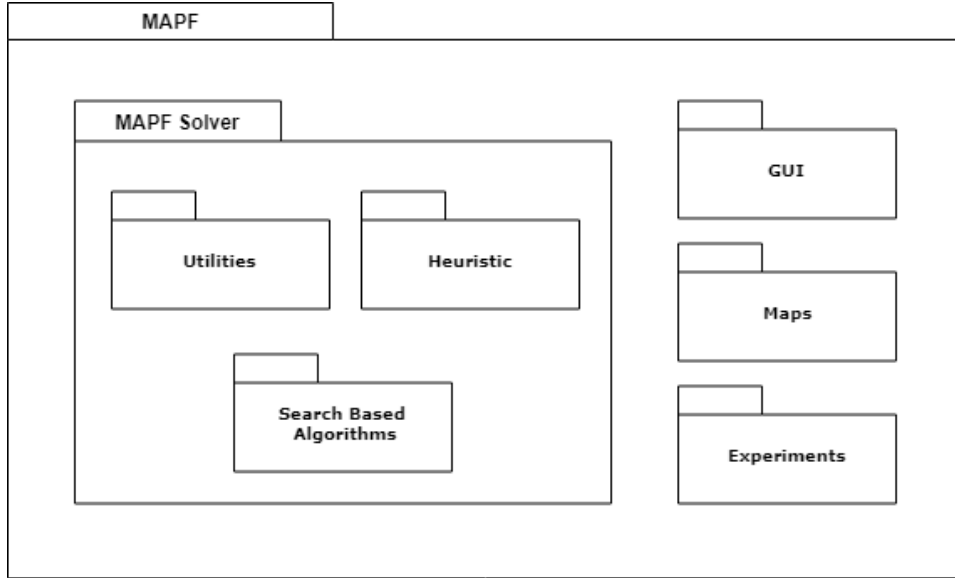 MAPF
MAPF Solver
Utilities
Heuristic
Search Based
Algorithms
GUI
Maps
Experiments